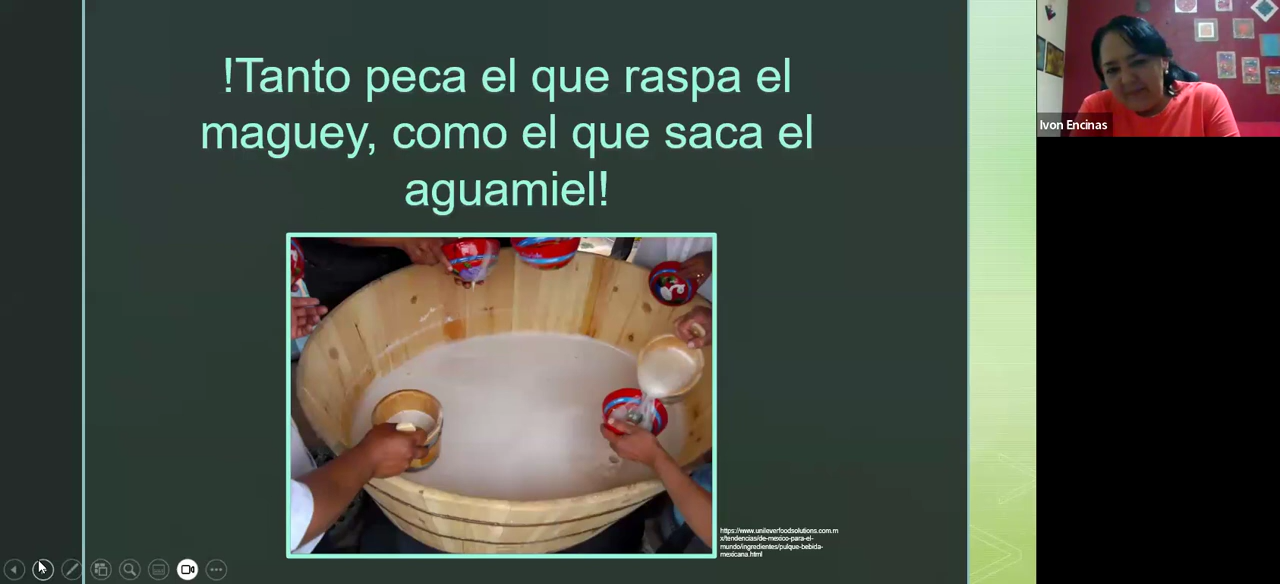 !Tanto peca el que raspa el
maguey, como el que saca el
aguamiel!
Ivon Encinas
https://www.unileverfoodsolutions.com.m
x/tendencias/de-mexico-para-el-
mundo/ingredientes/pulque-bebida-
mexicana.html